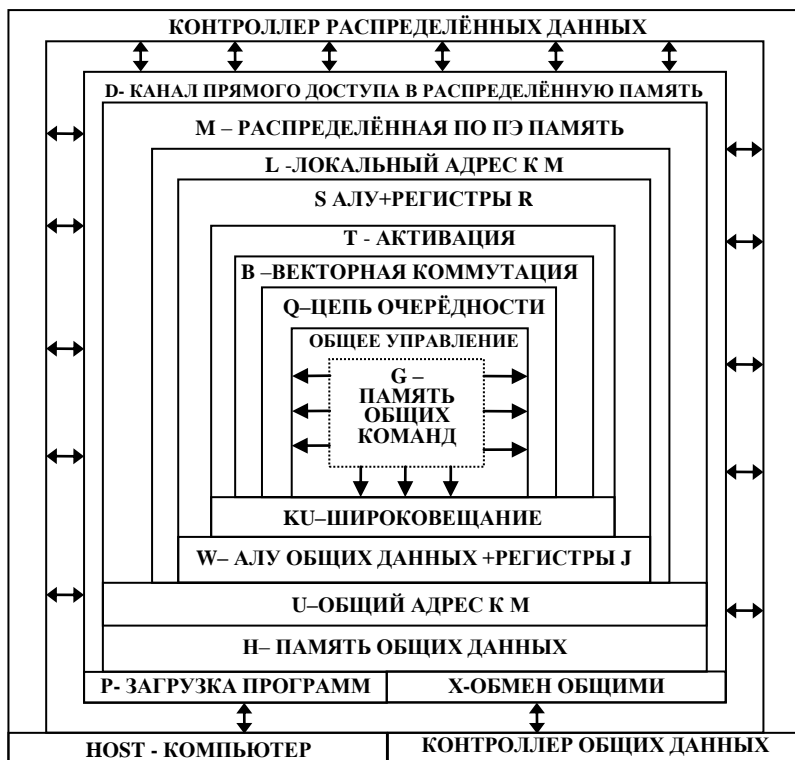 КОНТРОЛЛЕР РАСПРЕДЕЛЁННЫХ ДАННЫХ
D- КАНАЛ ПРЯМОГО ДОСТУПА В РАСПРЕДЕЛЁННУЮ ПАМЯТЬ
M – РАСПРЕДЕЛЁННАЯ ПО ПЭ ПАМЯТЬ
L -ЛОКАЛЬНЫЙ АДРЕС К М
S АЛУ+РЕГИСТРЫ R
T - АКТИВАЦИЯ
B –ВЕКТОРНАЯ КОММУТАЦИЯ
Q–ЦЕПЬ ОЧЕРЁДНОСТИ
ОБЩЕЕ УПРАВЛЕНИЕ
G –
ПАМЯТЬ
ОБЩИХ
КОМАНД
KU–ШИРОКОВЕЩАНИЕ
W– АЛУ ОБЩИХ ДАННЫХ +РЕГИСТРЫ J
U–ОБЩИЙ АДРЕС К М
H– ПАМЯТЬ ОБЩИХ ДАННЫХ
P- ЗАГРУЗКА ПРОГРАММ
X-ОБМЕН ОБЩИМИ
HOST - КОМПЬЮТЕР
КОНТРОЛЛЕР ОБЩИХ ДАННЫХ